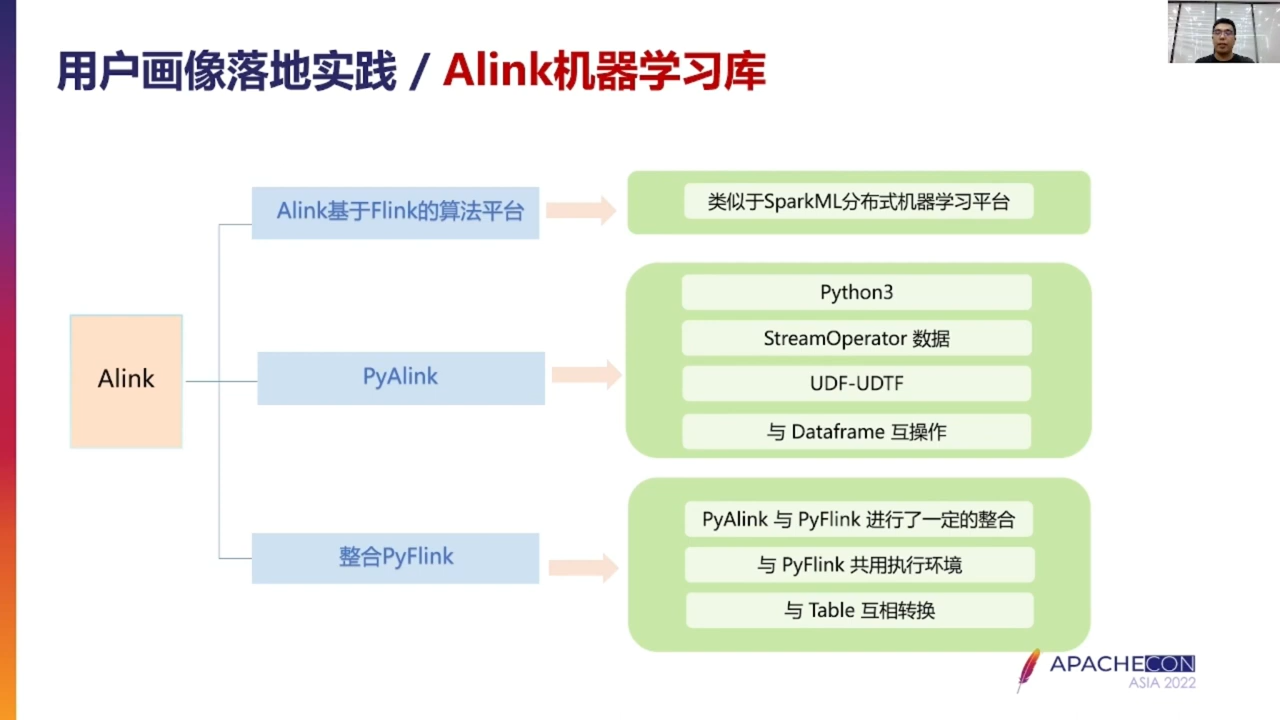 用户画像落地实践 / Alink机器学习库
Alink
Alink基于Flink的算法平台
类似于SparkML分布式机器学习平台
PyAlink
Python3
StreamOperator 数据
UDF-UDTF
与 Dataframe 互操作
整合PyFlink
PyAlink 与 PyFlink 进行了一定的整合
与 PyFlink 共用执行环境
与 Table 互相转换
APACHECON
ASIA 2022